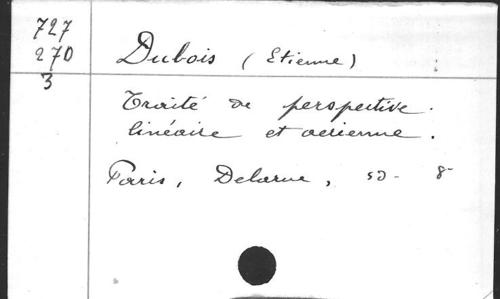 727
270
3
Dubois (Etienne)
Traité de perspective.
linéaire et aérienne.
Paris, Delarue, sd- 8-